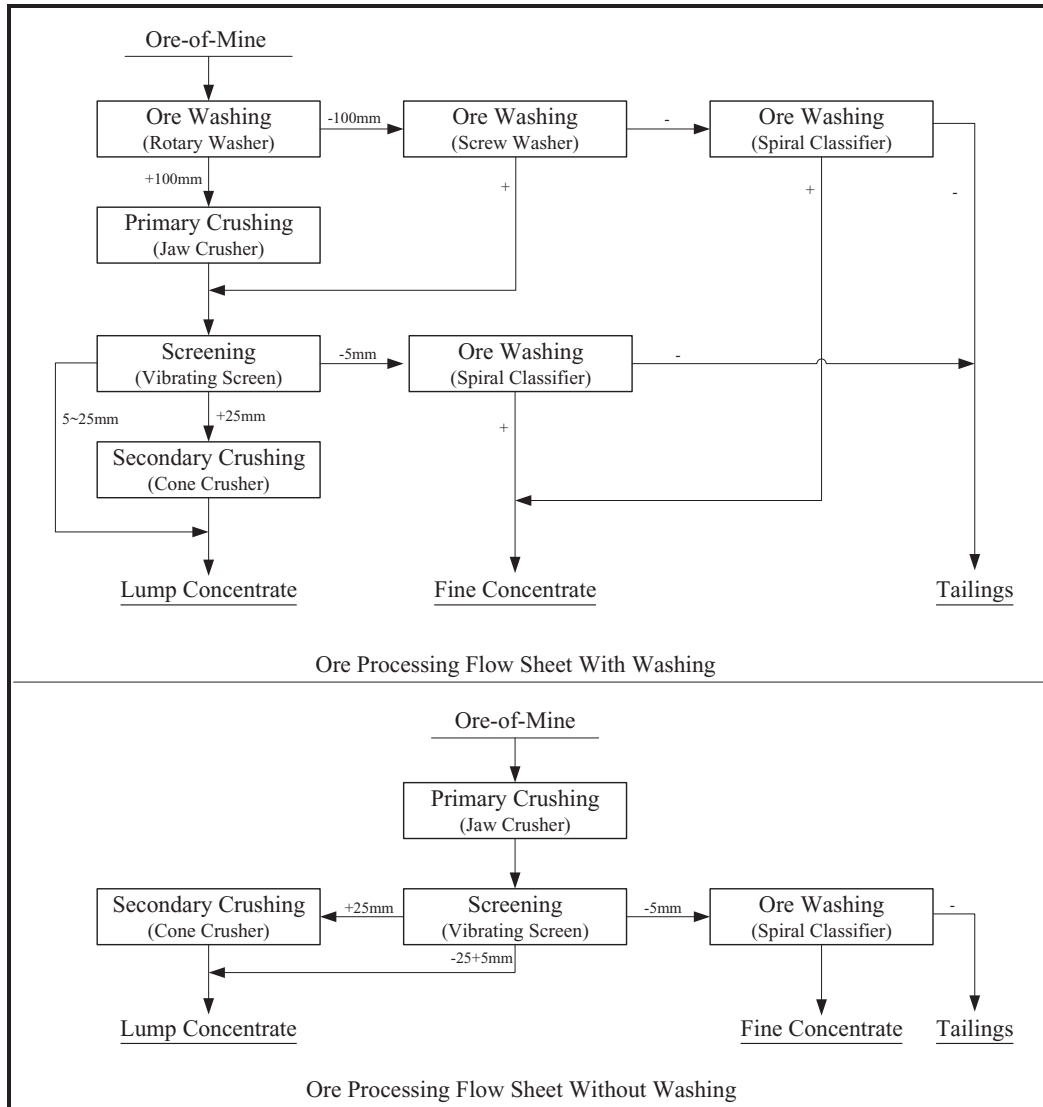 Ore-of-Mine
Ore Washing
(Rotary Washer)
-100mm
Ore Washing
(Screw Washer)
-
Ore Washing
(Spiral Classifier)
+100mm
+
+
-
Primary Crushing
(Jaw Crusher)
Screening
(Vibrating Screen)
-5mm
Ore Washing
(Spiral Classifier)
-
5~25mm
+25mm
+
Secondary Crushing
(Cone Crusher)
Lump Concentrate
Fine Concentrate
Tailings
Ore Processing Flow Sheet With Washing
Ore-of-Mine
Primary Crushing
(Jaw Crusher)
Secondary Crushing
(Cone Crusher)
+25mm
Screening
(Vibrating Screen)
-5mm
Ore Washing
(Spiral Classifier)
-
-25+5mm
Lump Concentrate
Fine Concentrate
Tailings
Ore Processing Flow Sheet Without Washing